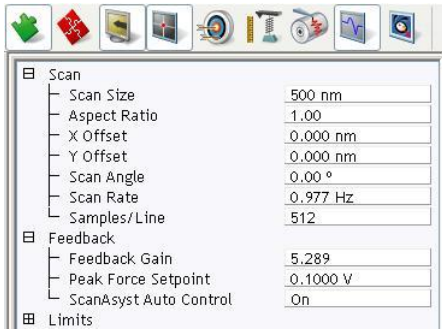 Scan
Scan Size 500 nm
Aspect Ratio 1.00
X Offset 0.000 nm
Y Offset 0.000 nm
Scan Angle 0.00 º
Scan Rate 0.977 Hz
Samples/Line 512
Feedback
Feedback Gain 5.289
Peak Force Setpoint 0.1000 V
ScanAsyst Auto Control On
Limits